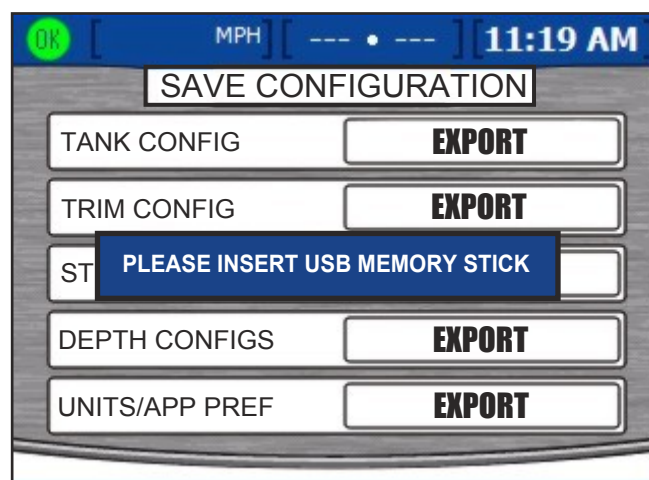 OK [ MPH ] [ --- • --- ] [ 11:19 AM ]
SAVE CONFIGURATION
TANK CONFIG EXPORT
TRIM CONFIG EXPORT
PLEASE INSERT USB MEMORY STICK
ST
DEPTH CONFIGS EXPORT
UNITS/APP PREF EXPORT